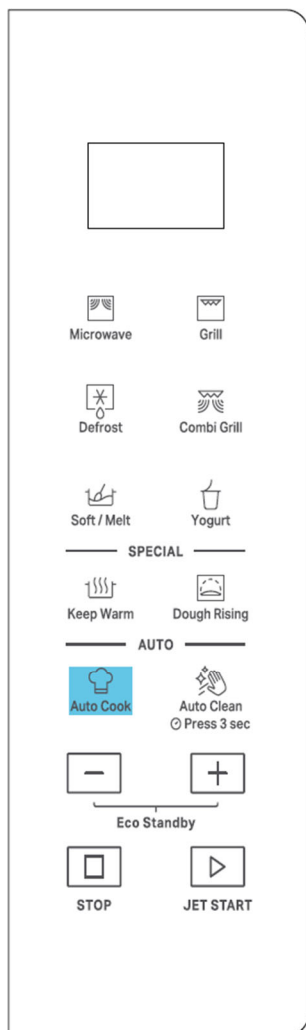 Microwave Grill
Defrost Combi Grill
Soft / Melt Yogurt
SPECIAL
Keep Warm Dough Rising
AUTO
Auto Cook Auto Clean
Press 3 sec
Eco Standby
STOP JET START